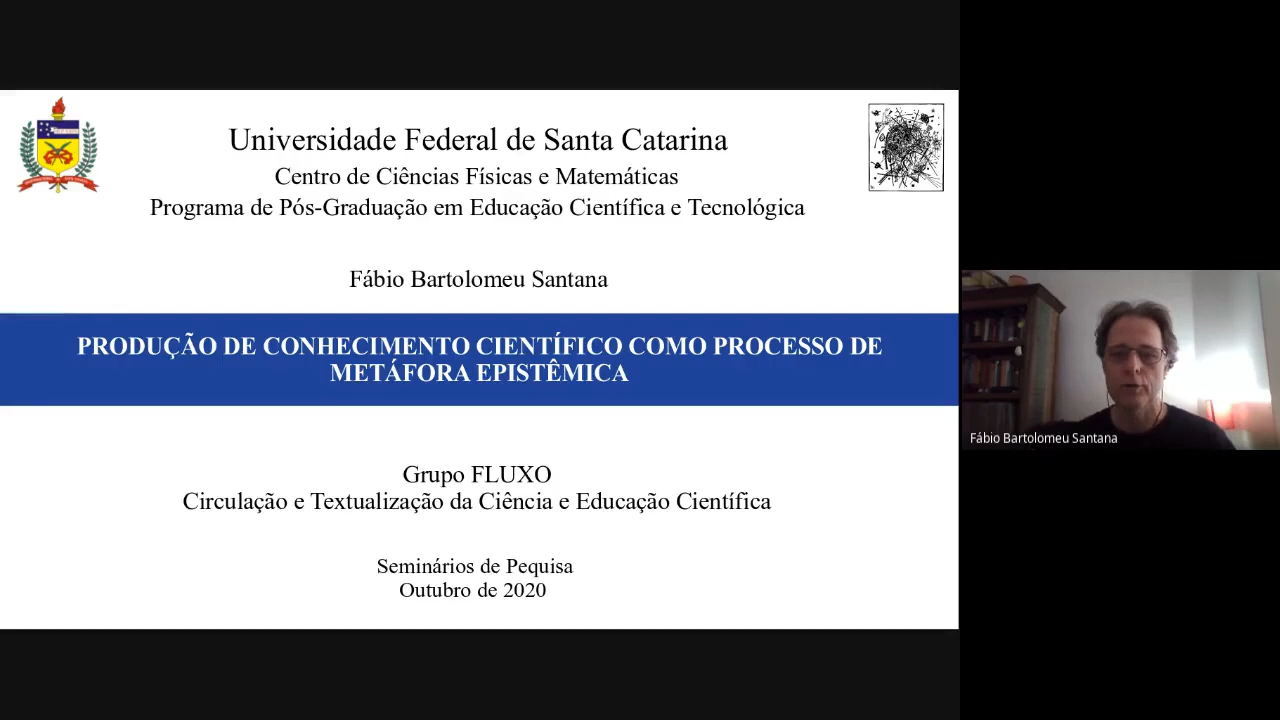 Universidade Federal de Santa Catarina
Centro de Ciências Físicas e Matemáticas
Programa de Pós-Graduação em Educação Científica e Tecnológica
Fábio Bartolomeu Santana
PRODUÇÃO DE CONHECIMENTO CIENTÍFICO COMO PROCESSO DE
METÁFORA EPISTÊMICA
Fábio Bartolomeu Santana
Grupo FLUXO
Circulação e Textualização da Ciência e Educação Científica
Seminários de Pequisa
Outubro de 2020